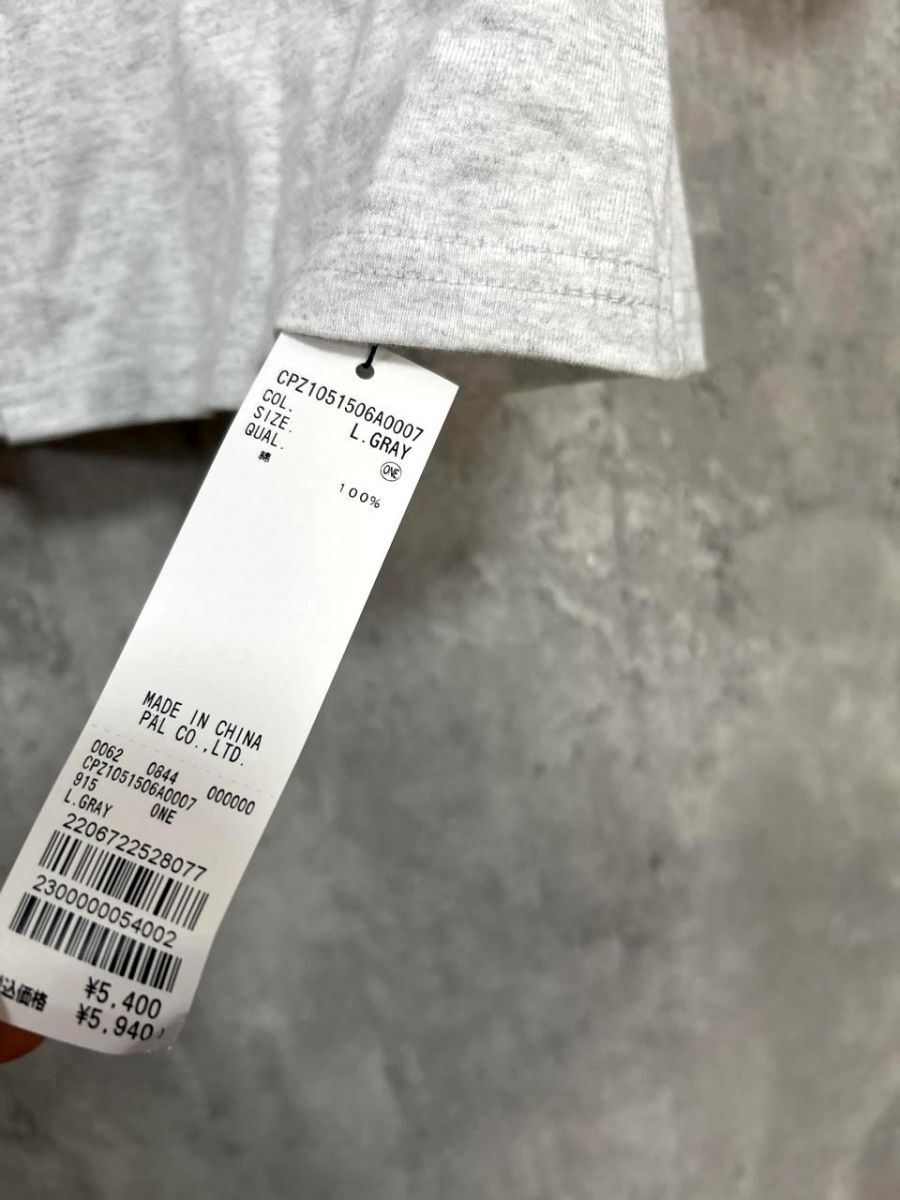 CPZ1051506A0007
COL. L.GRAY
SIZE. ONE
QUAL.
綿 100%
MADE IN CHINA
PAL CO.,LTD.
0062 0844 000000
CPZ1051506A0007
915
L.GRAY ONE
2206722528077
2300000054002
¥5.400
込価格 ¥5.940)